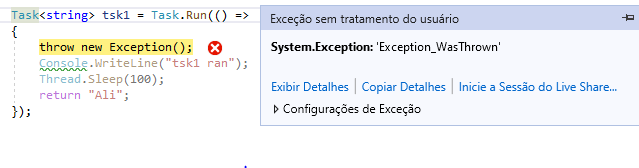 Task<string> tsk1 = Task.Run(() =>
{
throw new Exception();
Console.WriteLine("tsk1 ran");
Thread.Sleep(100);
return "Ali";
});
Exceção sem tratamento do usuário
System.Exception: 'Exception_WasThrown'
Exibir Detalhes | Copiar Detalhes | Inicie a Sessão do Live Share...
Configurações de Exceção